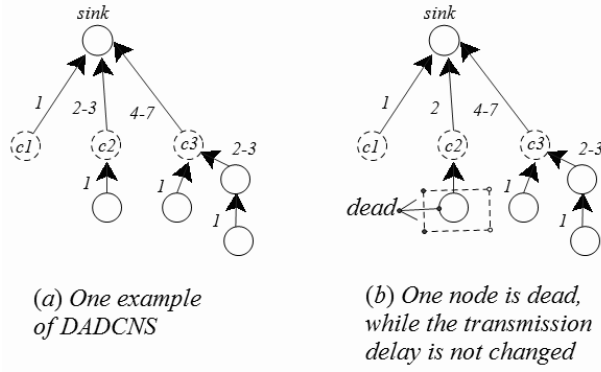 sink
1
2-3
4-7
c1
c2
c3
2-3
1
1
1
(a) One example
of DADCNS
sink
1
2
4-7
c1
c2
c3
2-3
1
dead
1
(b) One node is dead,
while the transmission
delay is not changed